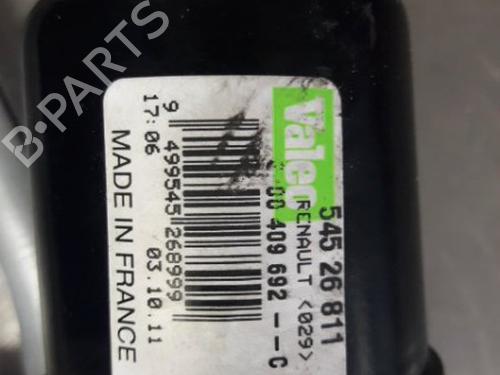 B-PARTS
Valeo
545 26 811
RENAULT <029>
00 409 692 -- C
9 499545 268999
17:06 03.10.11
MADE IN FRANCE